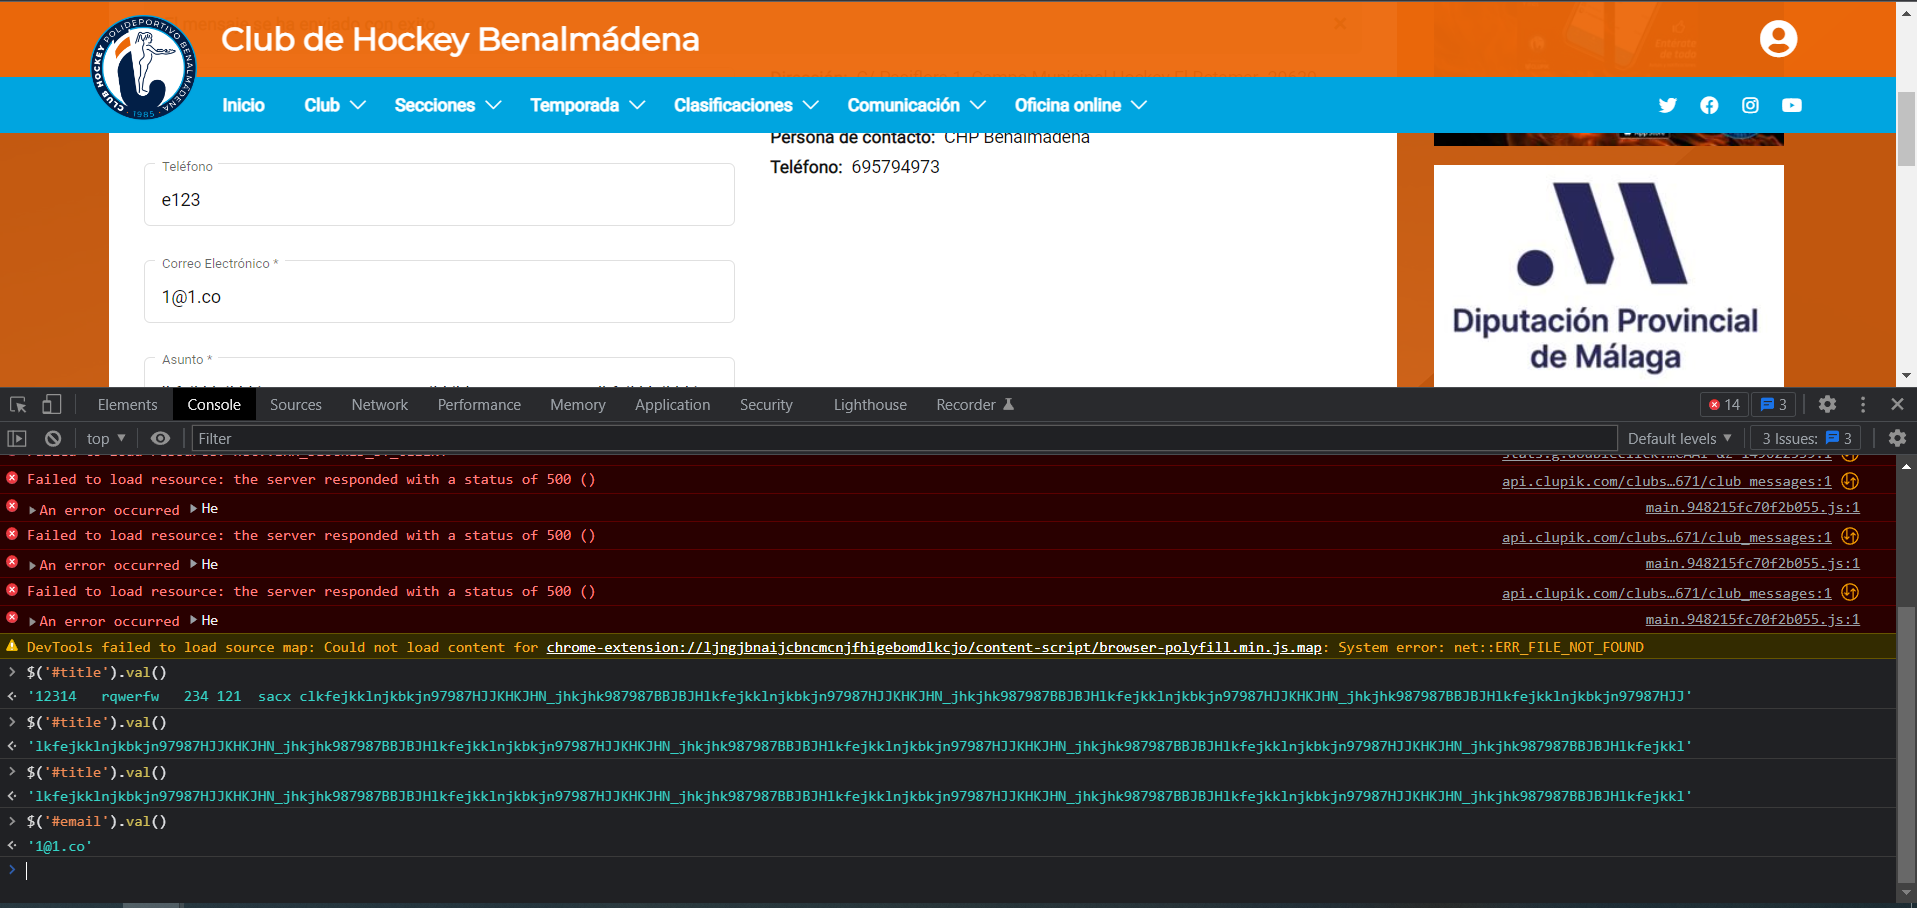 Club de Hockey Benalmádena
CLUB HOCKEY POLIDEPORTIVO BENALMÁDENA
· 1985 ·
Inicio Club Secciones Temporada Clasificaciones Comunicación Oficina online
Persona de contacto: CHP Benalmádena
Teléfono: 695794973
Teléfono
e123
Correo Electrónico *
1@1.co
Asunto *
Diputación Provincial
de Málaga
Elements Console Sources Network Performance Memory Application Security Lighthouse Recorder 14 3
top Filter Default levels 3 Issues: 3
Failed to load resource: the server responded with a status of 500 () api.clupik.com/clubs…671/club_messages:1
An error occurred He main.948215fc70f2b055.js:1
Failed to load resource: the server responded with a status of 500 () api.clupik.com/clubs…671/club_messages:1
An error occurred He main.948215fc70f2b055.js:1
Failed to load resource: the server responded with a status of 500 () api.clupik.com/clubs…671/club_messages:1
An error occurred He main.948215fc70f2b055.js:1
DevTools failed to load source map: Could not load content for chrome-extension://ljngjbnaijcbncmcnjfhigebomdlkcjo/content-script/browser-polyfill.min.js.map: System error: net::ERR_FILE_NOT_FOUND
$('#title').val()
'12314   rqwerfw   234 121  sacx clkfejkklnjkbkjn97987HJJKHKJHN_jhkjhk987987BBJBJHlkfejkklnjkbkjn97987HJJKHKJHN_jhkjhk987987BBJBJHlkfejkklnjkbkjn97987HJJKHKJHN_jhkjhk987987BBJBJHlkfejkklnjkbkjn97987HJJ'
$('#title').val()
'lkfejkklnjkbkjn97987HJJKHKJHN_jhkjhk987987BBJBJHlkfejkklnjkbkjn97987HJJKHKJHN_jhkjhk987987BBJBJHlkfejkklnjkbkjn97987HJJKHKJHN_jhkjhk987987BBJBJHlkfejkklnjkbkjn97987HJJKHKJHN_jhkjhk987987BBJBJHlkfejkkl'
$('#title').val()
'lkfejkklnjkbkjn97987HJJKHKJHN_jhkjhk987987BBJBJHlkfejkklnjkbkjn97987HJJKHKJHN_jhkjhk987987BBJBJHlkfejkklnjkbkjn97987HJJKHKJHN_jhkjhk987987BBJBJHlkfejkklnjkbkjn97987HJJKHKJHN_jhkjhk987987BBJBJHlkfejkkl'
$('#email').val()
'1@1.co'